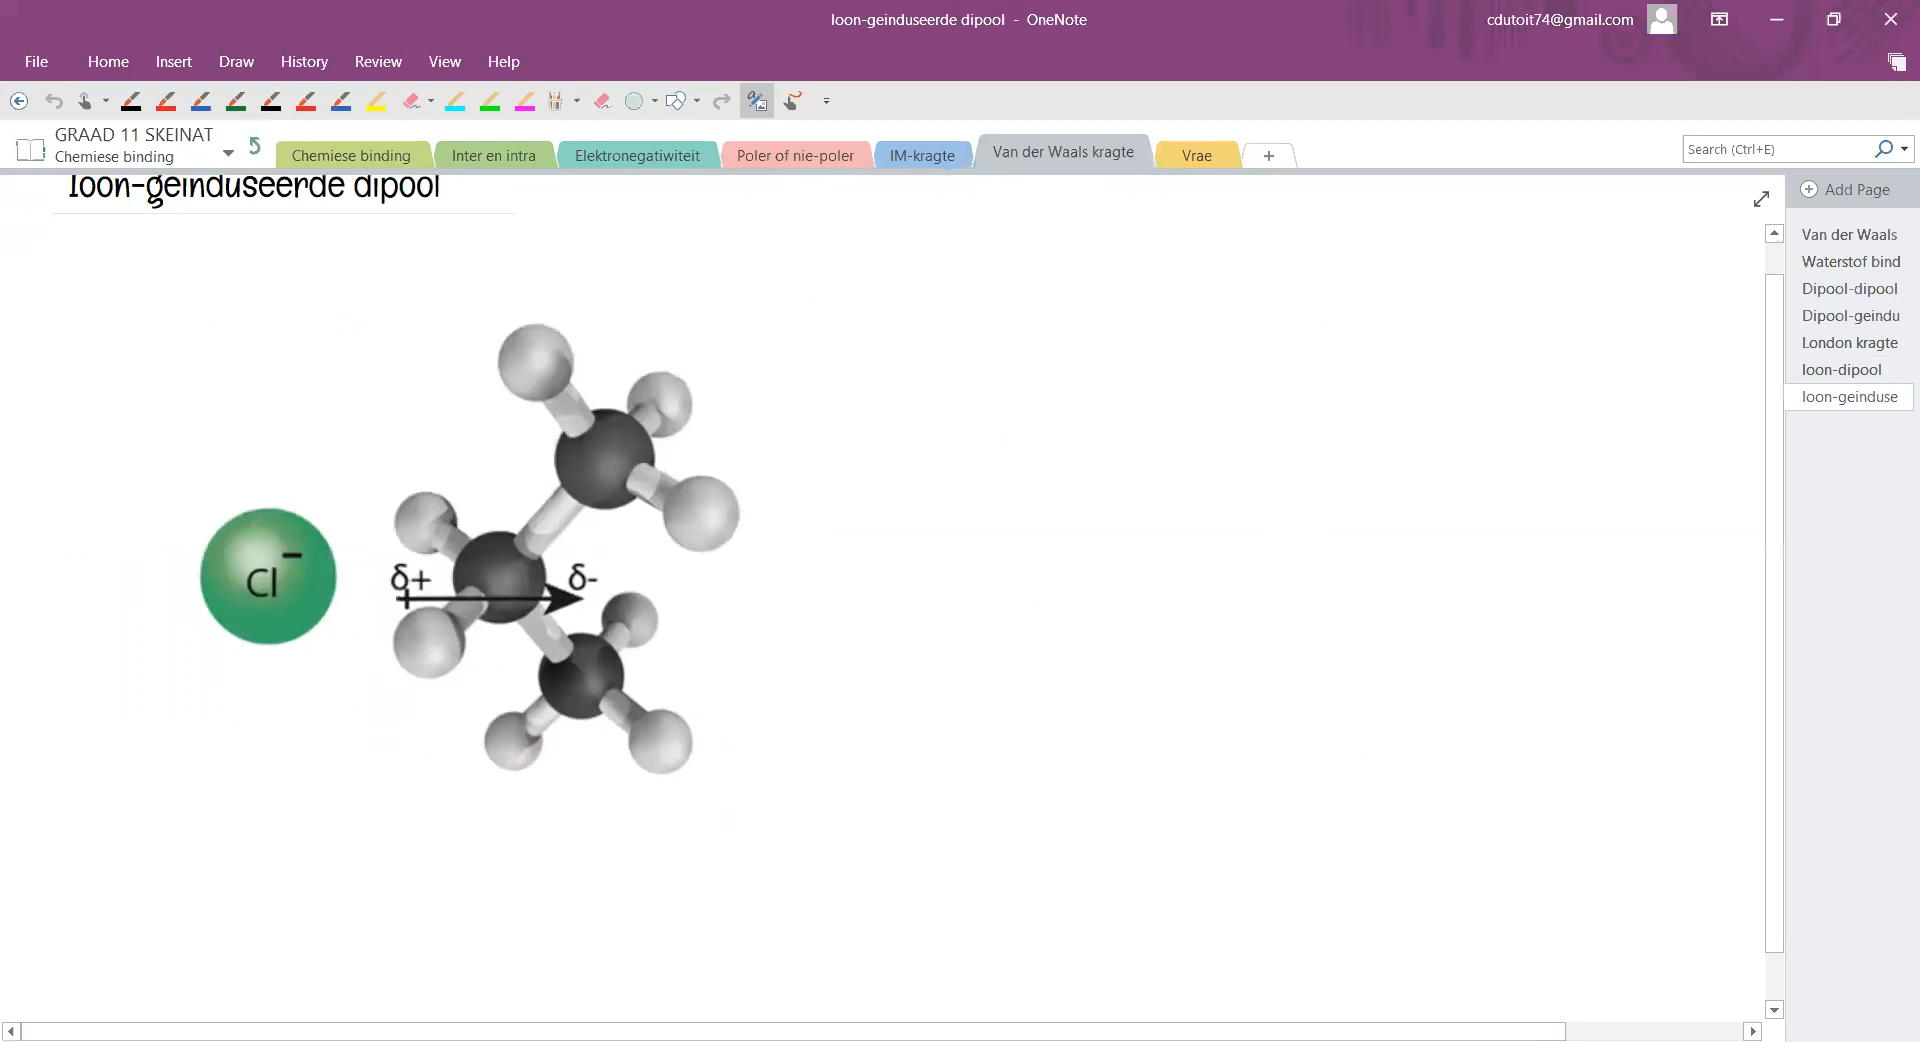 Ioon-geinduseerde dipool - OneNote
cdutoit74@gmail.com
File Home Insert Draw History Review View Help
GRAAD 11 SKEINAT
Chemiese binding
Chemiese binding Inter en intra Elektronegatiwiteit Poler of nie-poler IM-kragte Van der Waals kragte Vrae
Search (Ctrl+E)
Ioon-geinduseerde dipool
Add Page
Van der Waals
Waterstof bind
Dipool-dipool
Dipool-geindu
London kragte
Ioon-dipool
Ioon-geinduse
Cl-
δ+ δ-